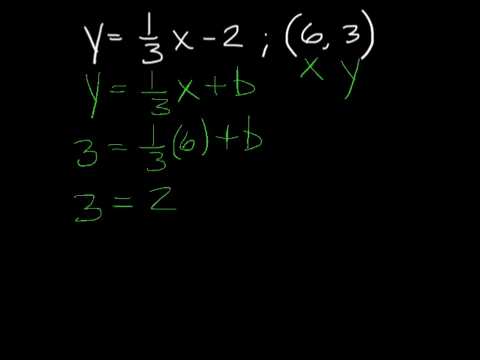 y = 1/3 x - 2 ; (6, 3)
x y
y = 1/3 x + b
3 = 1/3 (6) + b
3 = 2